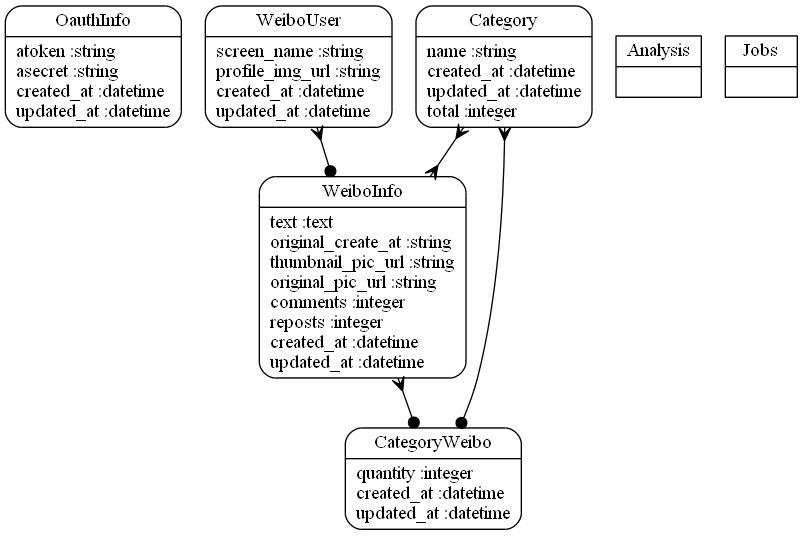 OauthInfo
atoken :string
asecret :string
created_at :datetime
updated_at :datetime
WeiboUser
screen_name :string
profile_img_url :string
created_at :datetime
updated_at :datetime
Category
name :string
created_at :datetime
updated_at :datetime
total :integer
Analysis
Jobs
WeiboInfo
text :text
original_create_at :string
thumbnail_pic_url :string
original_pic_url :string
comments :integer
reposts :integer
created_at :datetime
updated_at :datetime
CategoryWeibo
quantity :integer
created_at :datetime
updated_at :datetime